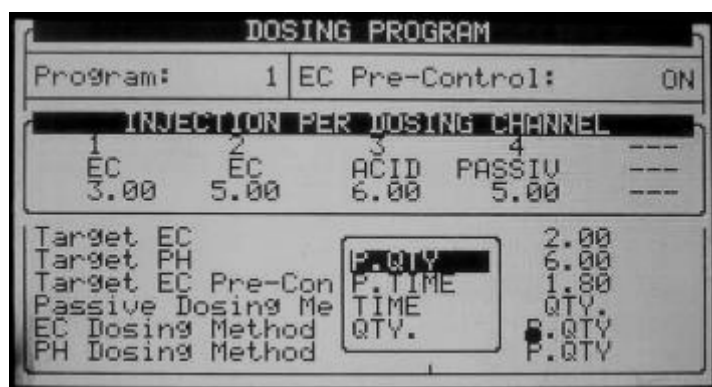 DOSING PROGRAM
Program: 1 EC Pre-Control: ON
INJECTION PER DOSING CHANNEL
1 2 3 4 ---
EC EC ACID PASSIV ---
3.00 5.00 6.00 5.00 ---
Target EC 2.00
Target PH P.QTY 6.00
Target EC Pre-Con P.TIME 1.80
Passive Dosing Me TIME QTY.
EC Dosing Method QTY. P.QTY
PH Dosing Method P.QTY